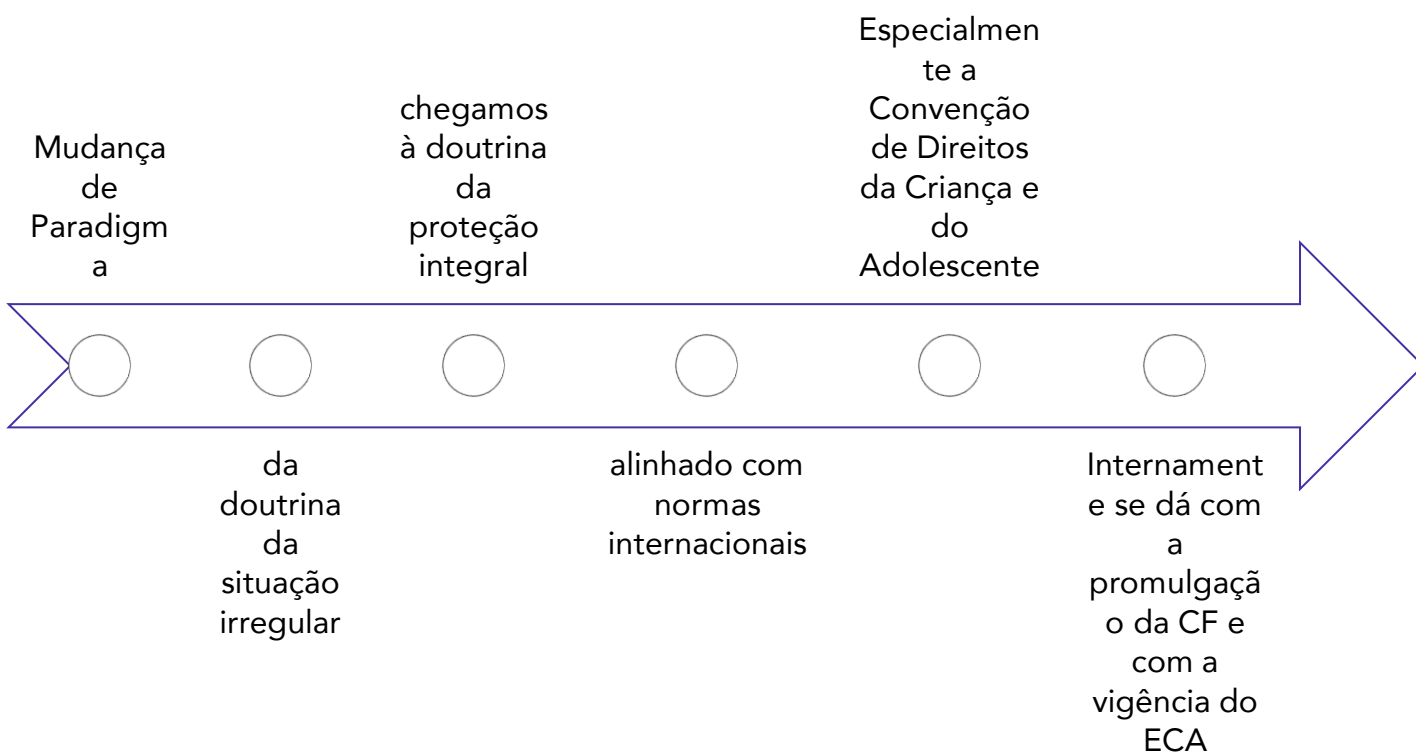 Mudança
de
Paradigm
a
da
doutrina
da
situação
irregular
chegamos
à doutrina
da
proteção
integral
alinhado com
normas
internacionais
Especialmen
te a
Convenção
de Direitos
da Criança e
do
Adolescente
Internament
e se dá com
a
promulgaçã
o da CF e
com a
vigência do
ECA